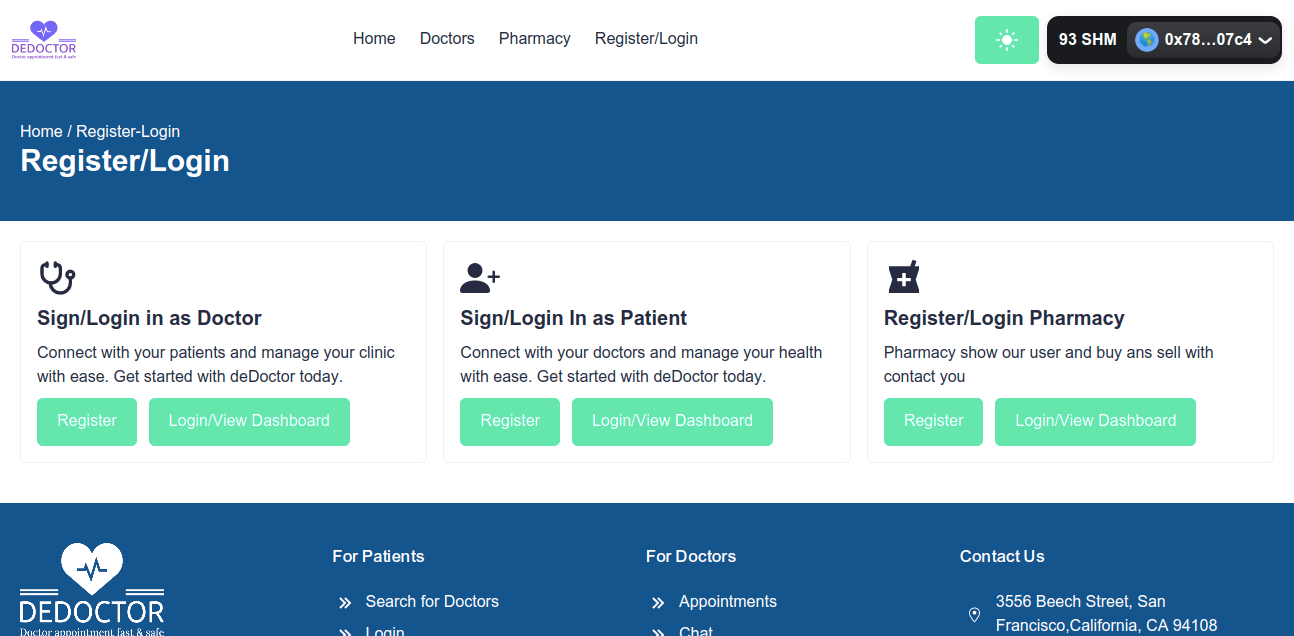 DEDOCTOR
Doctor appointment fast & safe
Home Doctors Pharmacy Register/Login
93 SHM 0x78...07c4
Home / Register-Login
Register/Login
Sign/Login in as Doctor
Connect with your patients and manage your clinic
with ease. Get started with deDoctor today.
Register Login/View Dashboard
Sign/Login In as Patient
Connect with your doctors and manage your health
with ease. Get started with deDoctor today.
Register Login/View Dashboard
Register/Login Pharmacy
Pharmacy show our user and buy ans sell with
contact you
Register Login/View Dashboard
DEDOCTOR
Doctor appointment fast & safe
For Patients
Search for Doctors
Login
For Doctors
Appointments
Chat
Contact Us
3556 Beech Street, San
Francisco,California, CA 94108